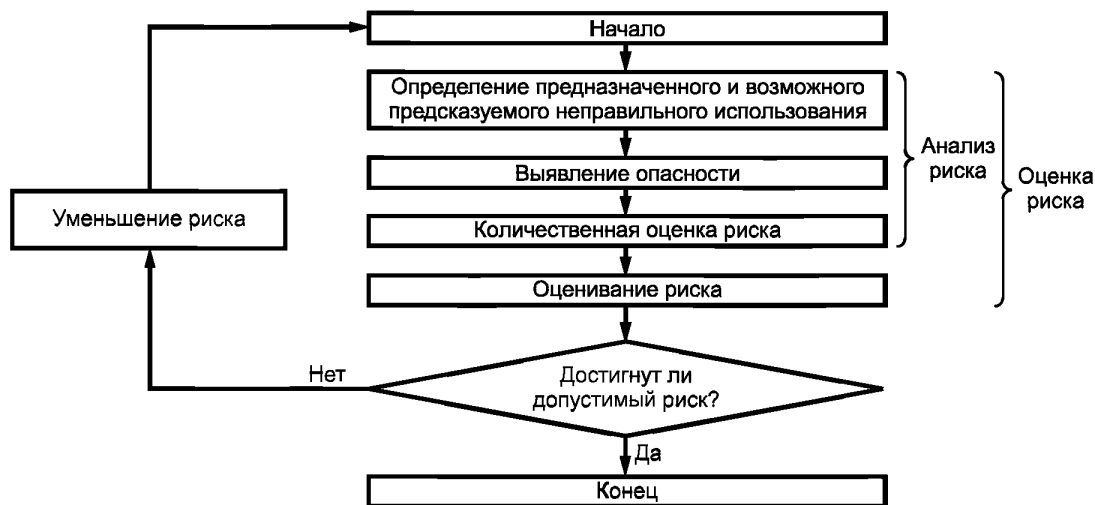 Начало
Определение предназначенного и возможного
предсказуемого неправильного использования
Анализ
риска
Оценка
риска
Выявление опасности
Уменьшение риска
Количественная оценка риска
Оценивание риска
Нет
Достигнут ли
допустимый риск?
Да
Конец